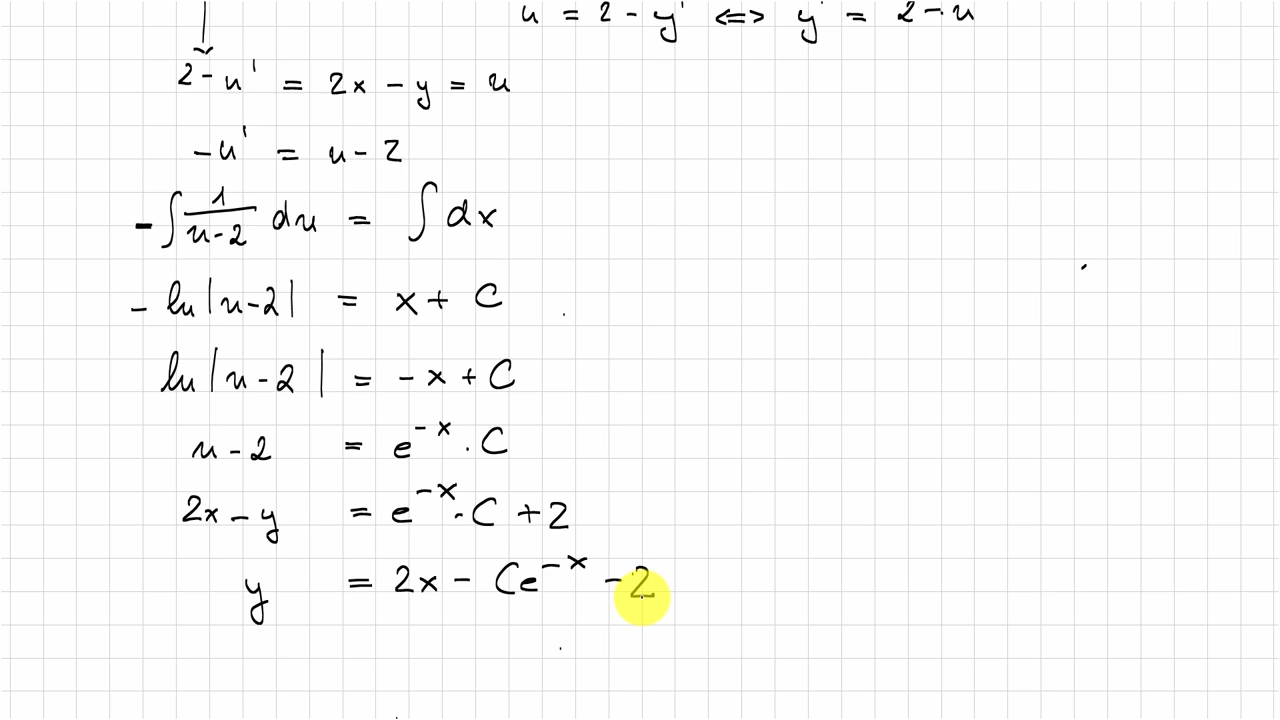 u = 2 - y' <=> y' = 2 - u
2 - u' = 2x - y = u
-u' = u - 2
-∫ 1/(u-2) du = ∫ dx
- ln|u-2| = x + C
ln|u-2| = -x + C
u - 2 = e^{-x} · C
2x - y = e^{-x} · C + 2
y = 2x - Ce^{-x} - 2